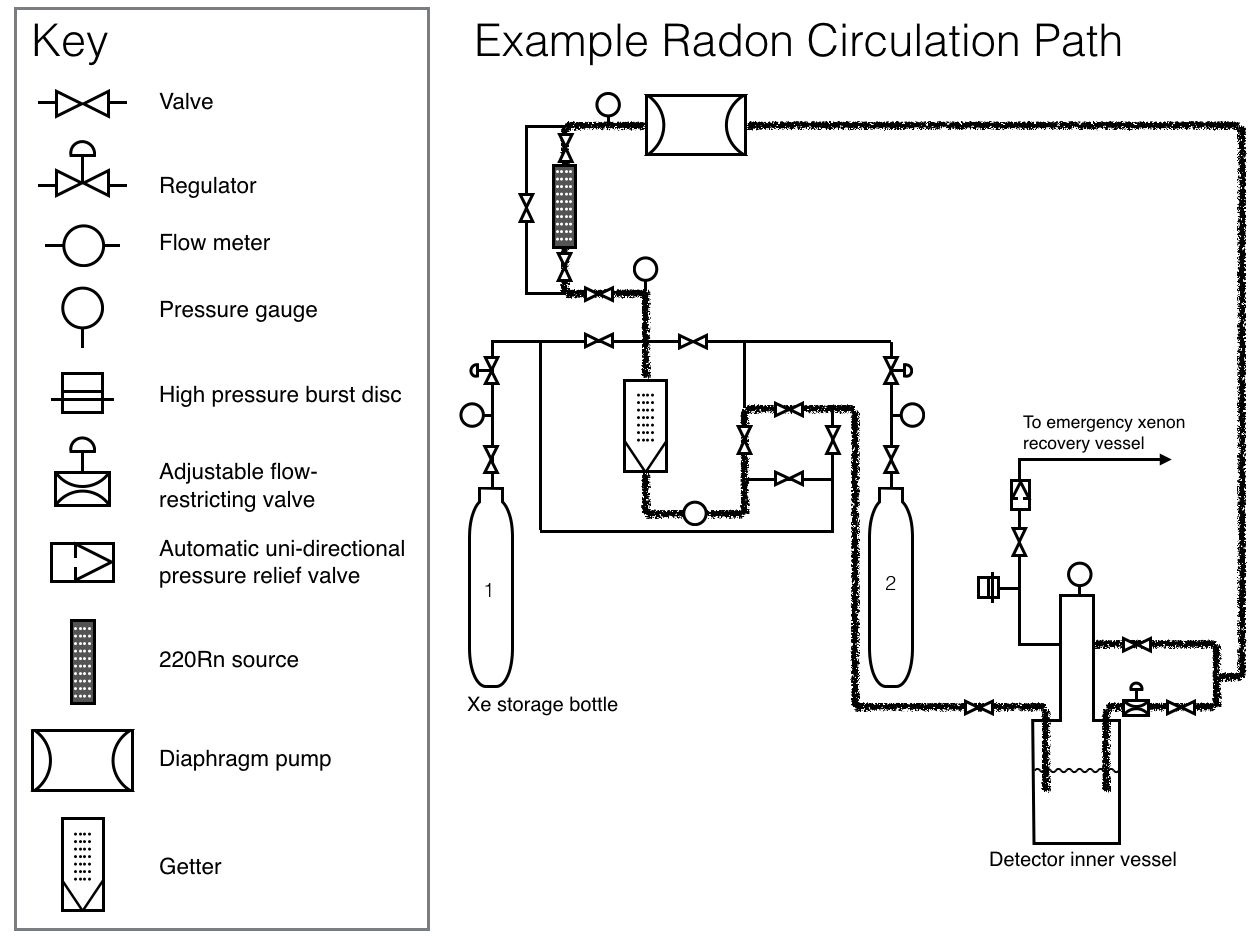 Key
Valve
Regulator
Flow meter
Pressure gauge
High pressure burst disc
Adjustable flow-
restricting valve
Automatic uni-directional
pressure relief valve
220Rn source
Diaphragm pump
Getter
Example Radon Circulation Path
To emergency xenon
recovery vessel
1
2
Xe storage bottle
Detector inner vessel